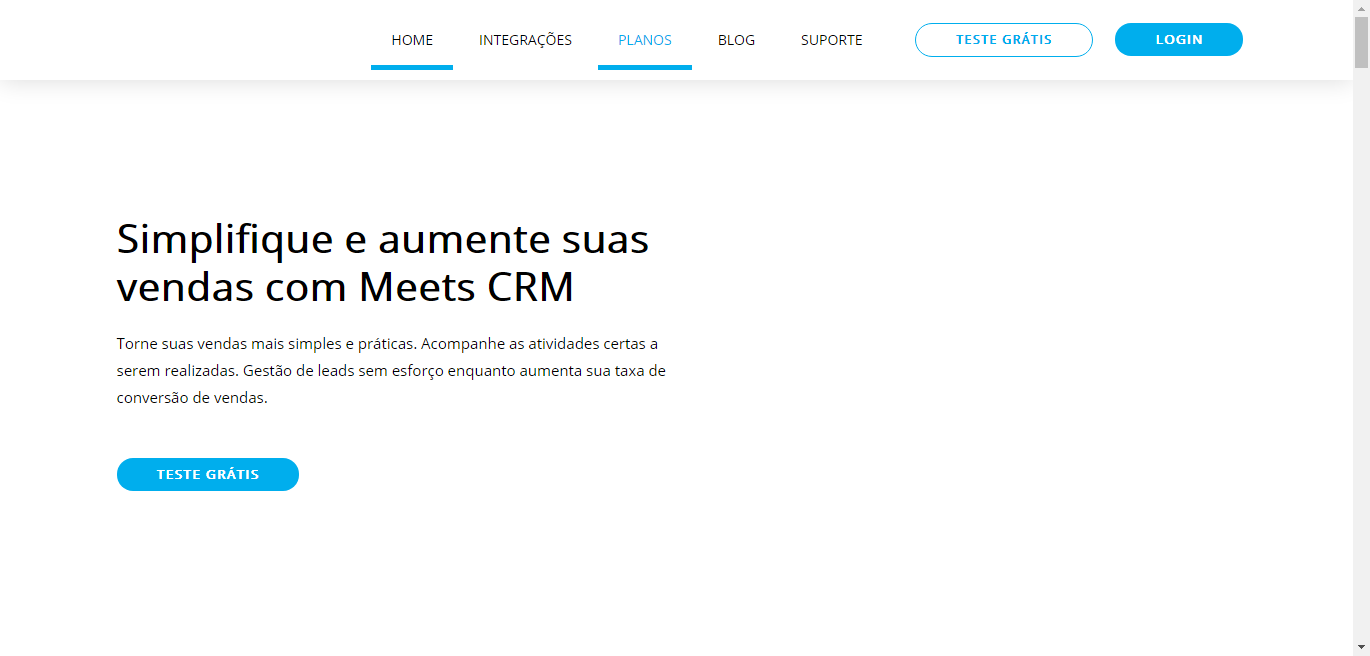 HOME INTEGRAÇÕES PLANOS BLOG SUPORTE TESTE GRÁTIS LOGIN
Simplifique e aumente suas
vendas com Meets CRM
Torne suas vendas mais simples e práticas. Acompanhe as atividades certas a
serem realizadas. Gestão de leads sem esforço enquanto aumenta sua taxa de
conversão de vendas.
TESTE GRÁTIS